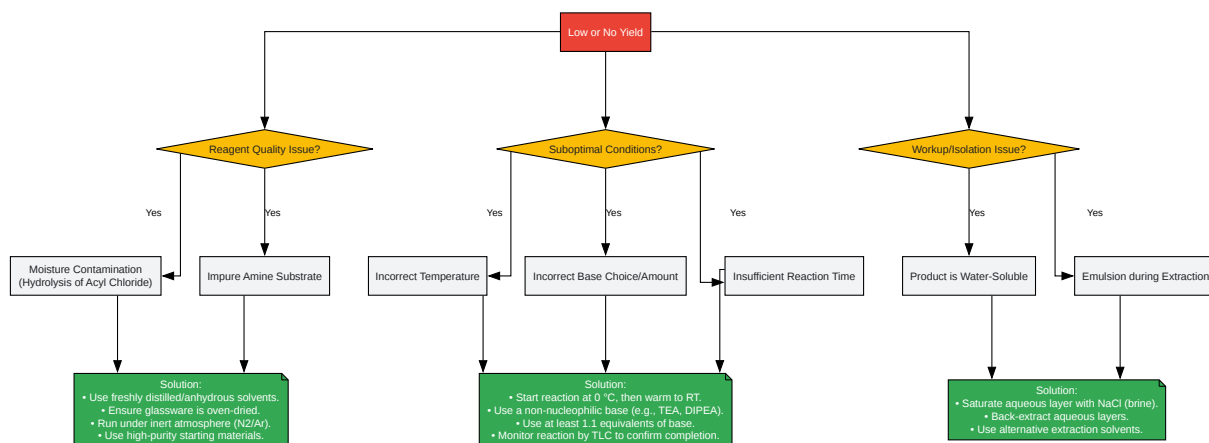 Low or No Yield
Reagent Quality Issue?
Suboptimal Conditions?
Workup/Isolation Issue?
Yes
Yes
Yes
Yes
Yes
Yes
Yes
Moisture Contamination
(Hydrolysis of Acyl Chloride)
Impure Amine Substrate
Incorrect Temperature
Incorrect Base Choice/Amount
Insufficient Reaction Time
Product is Water-Soluble
Emulsion during Extraction
Solution:
• Use freshly distilled/anhydrous solvents.
• Ensure glassware is oven-dried.
• Run under inert atmosphere (N2/Ar).
• Use high-purity starting materials.
Solution:
• Start reaction at 0 °C, then warm to RT.
• Use a non-nucleophilic base (e.g., TEA, DIPEA).
• Use at least 1.1 equivalents of base.
• Monitor reaction by TLC to confirm completion.
Solution:
• Saturate aqueous layer with NaCl (brine).
• Back-extract aqueous layers.
• Use alternative extraction solvents.